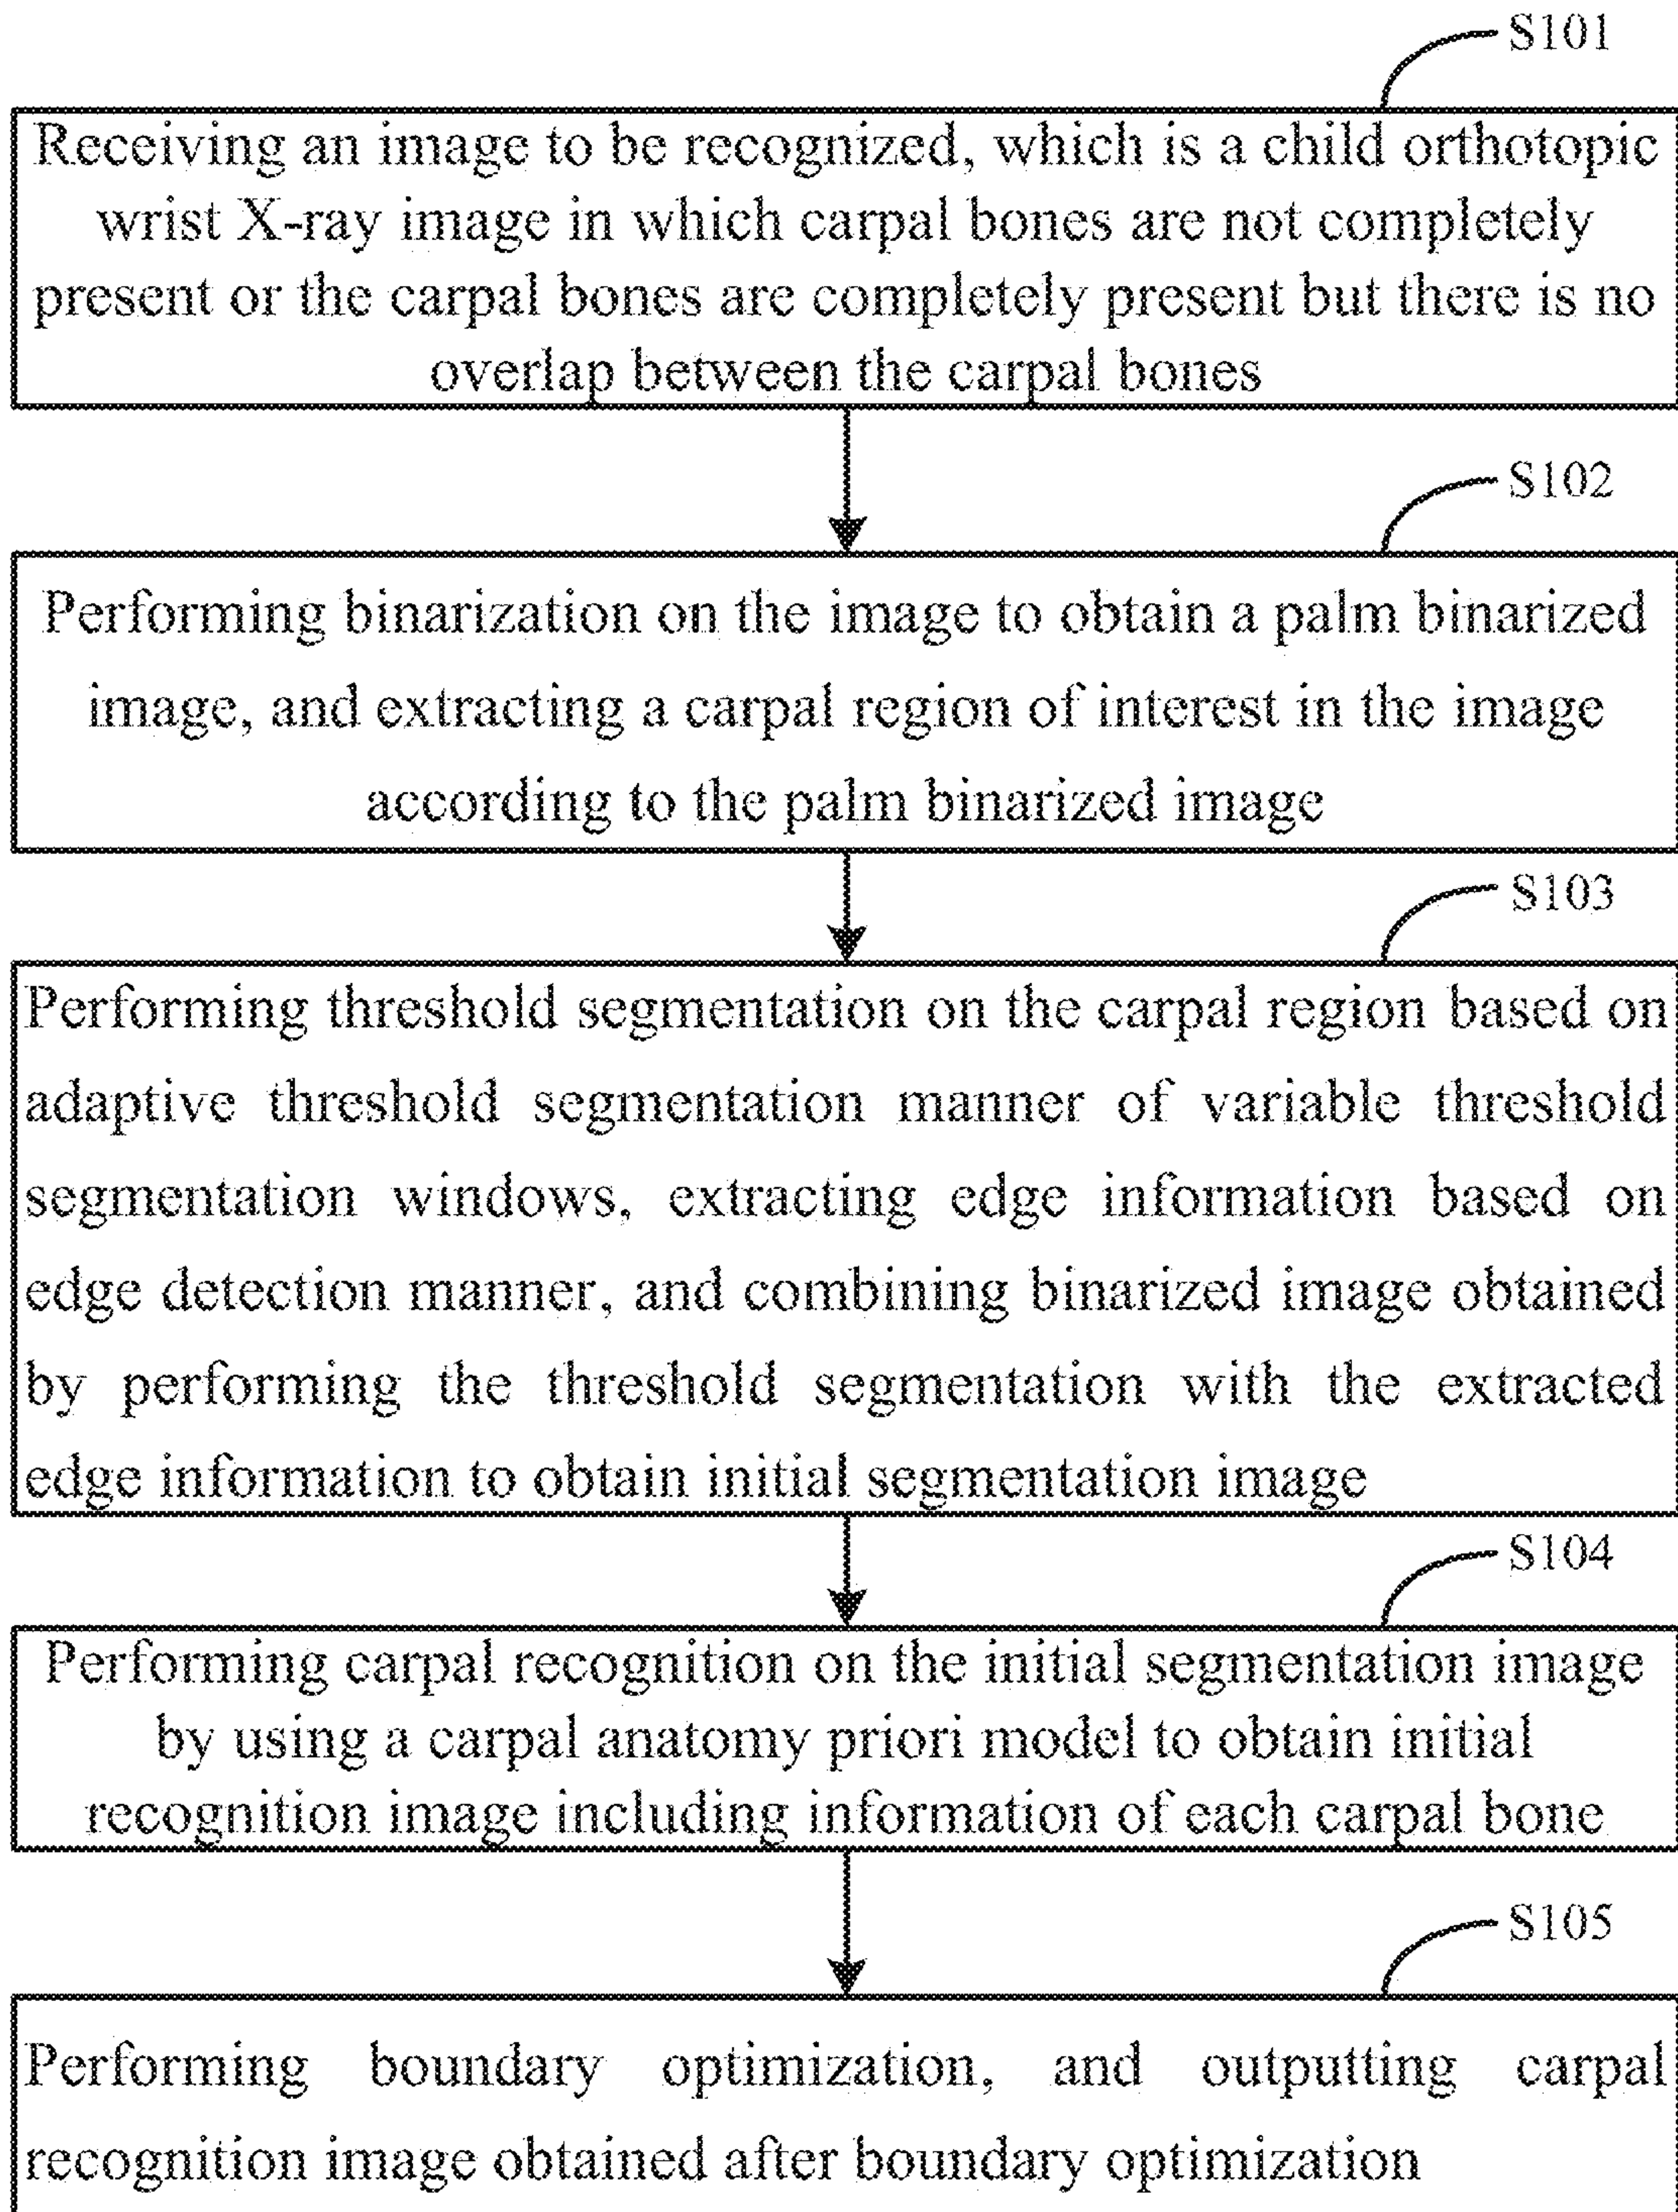 S101
Receiving an image to be recognized, which is a child orthotopic
wrist X-ray image in which carpal bones are not completely
present or the carpal bones are completely present but there is no
overlap between the carpal bones
S102
Performing binarization on the image to obtain a palm binarized
image, and extracting a carpal region of interest in the image
according to the palm binarized image
S103
Performing threshold segmentation on the carpal region based on
adaptive threshold segmentation manner of variable threshold
segmentation windows, extracting edge information based on
edge detection manner, and combining binarized image obtained
by performing the threshold segmentation with the extracted
edge information to obtain initial segmentation image
S104
Performing carpal recognition on the initial segmentation image
by using a carpal anatomy priori model to obtain initial
recognition image including information of each carpal bone
S105
Performing boundary optimization, and outputting carpal
recognition image obtained after boundary optimization